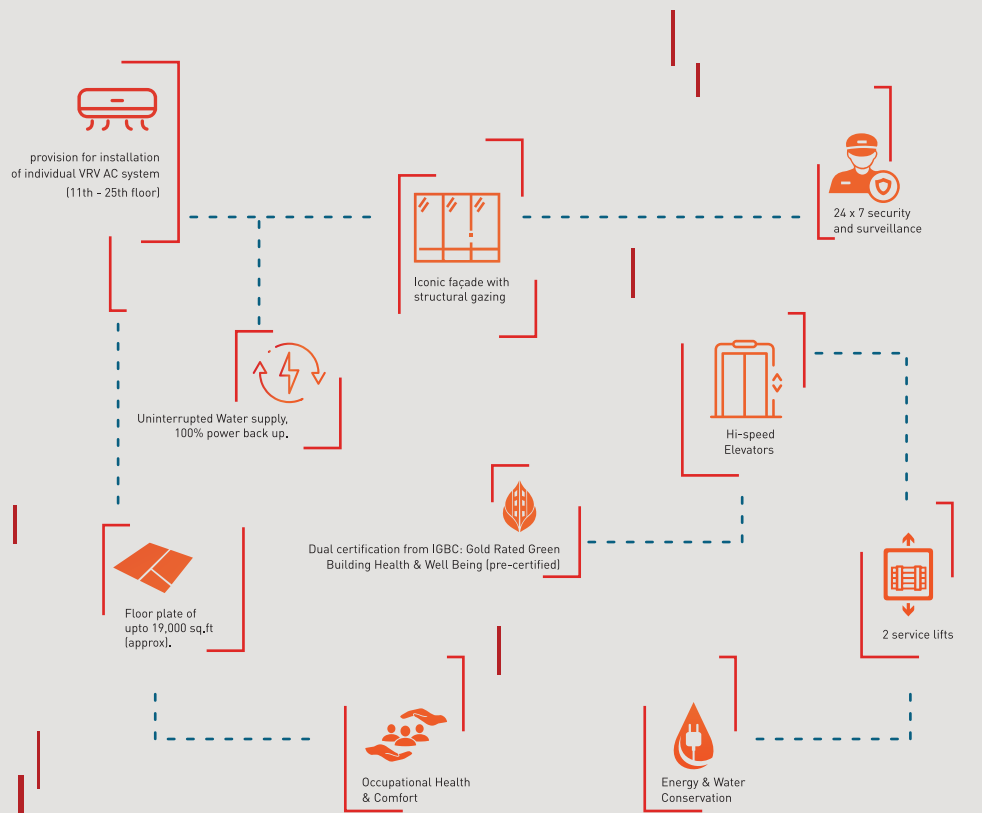 provision for installation
of individual VRV AC system
(11th - 25th floor)
24 x 7 security
and surveillance
Iconic façade with
structural gazing
Uninterrupted Water supply,
100% power back up.
Hi-speed
Elevators
Dual certification from IGBC: Gold Rated Green
Building Health & Well Being (pre-certified)
Floor plate of
upto 19,000 sq.ft
(approx).
2 service lifts
Occupational Health
& Comfort
Energy & Water
Conservation